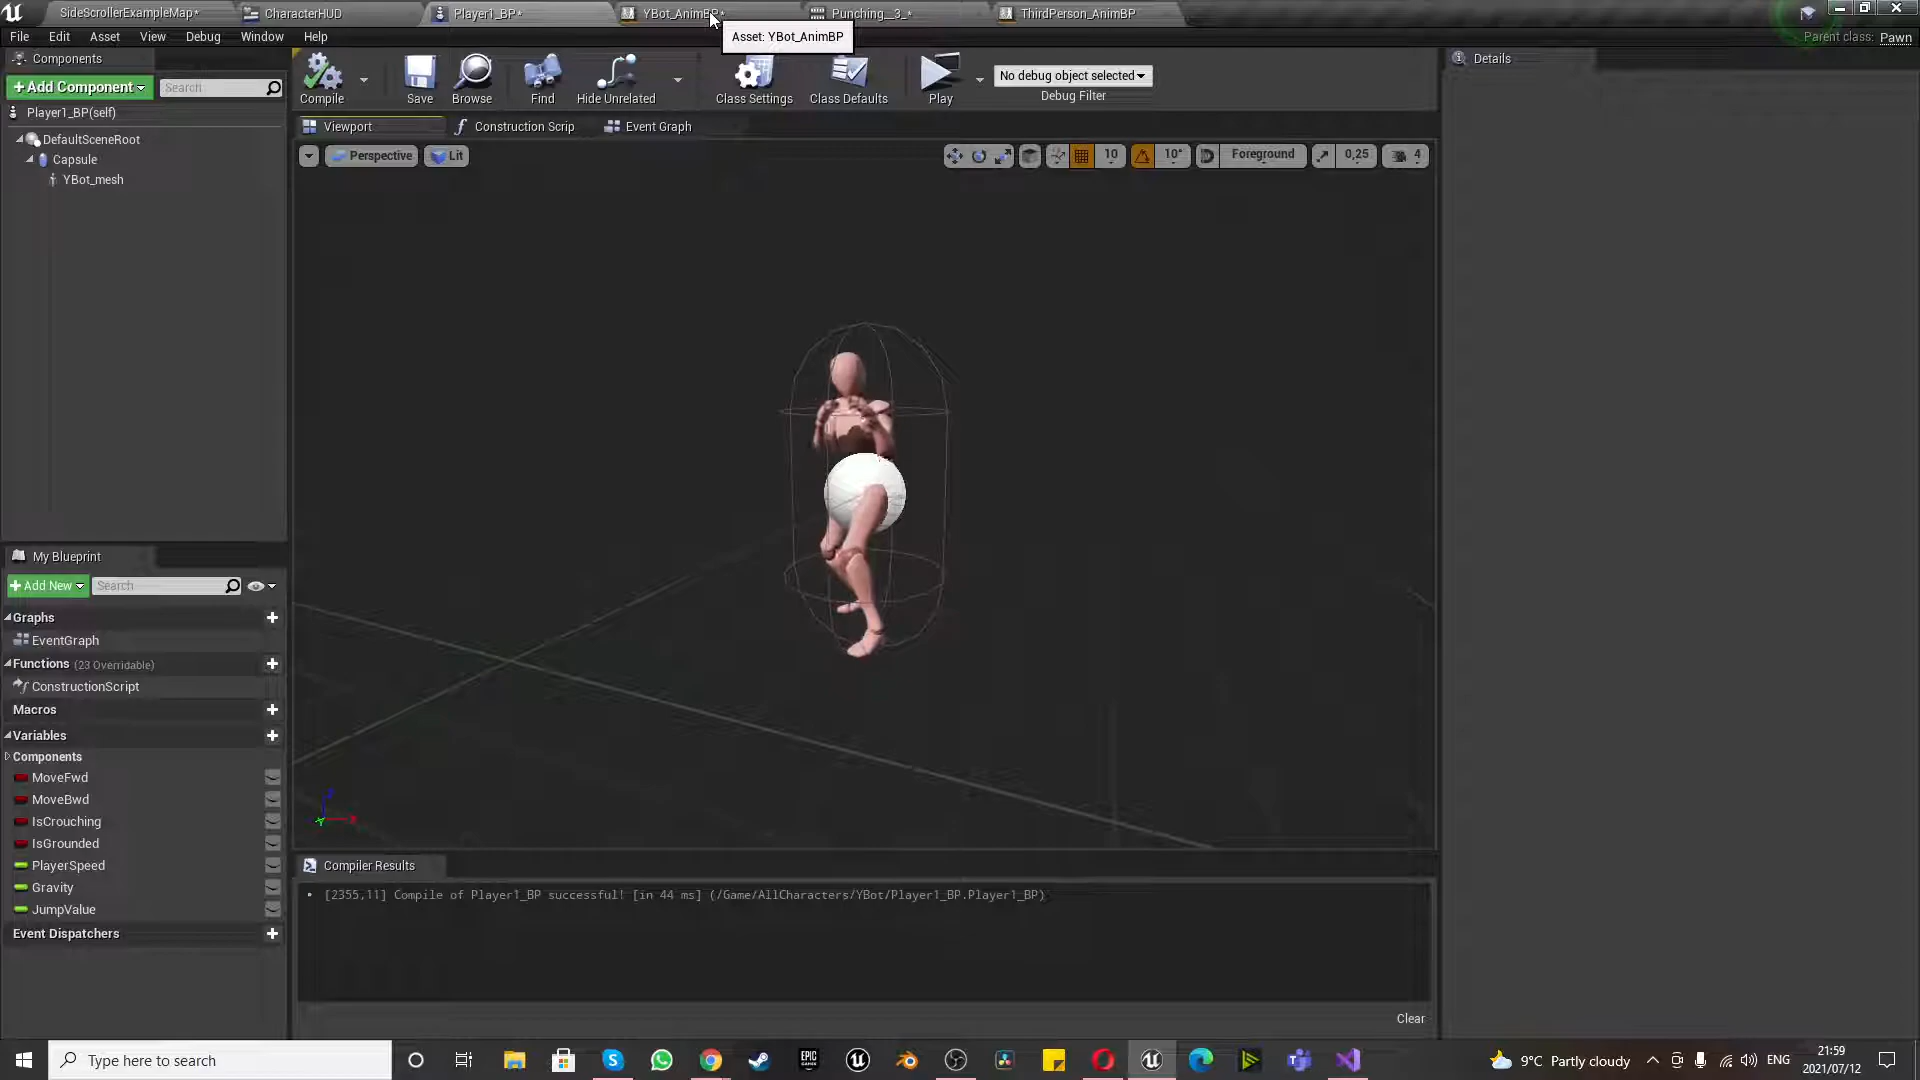 SideScrollerExampleMap*
CharacterHUD
Player1_BP*
YBot_AnimBP*
Punching__3_*
ThirdPerson_AnimBP
File
Edit
Asset
View
Debug
Window
Help
Asset: YBot_AnimBP
Parent class: Pawn
Components
+ Add Component
Search
Player1_BP(self)
DefaultSceneRoot
Capsule
YBot_mesh
Compile
Save
Browse
Find
Hide Unrelated
Class Settings
Class Defaults
Play
No debug object selected
Debug Filter
Details
Viewport
Construction Scrip
Event Graph
Perspective
Lit
10
10°
Foreground
0,25
4
My Blueprint
+ Add New
Search
Graphs
EventGraph
Functions (23 Overridable)
ConstructionScript
Macros
Variables
Components
MoveFwd
MoveBwd
IsCrouching
IsGrounded
PlayerSpeed
Gravity
JumpValue
Event Dispatchers
Compiler Results
• [2355,11] Compile of Player1_BP successful! [in 44 ms] (/Game/AllCharacters/YBot/Player1_BP.Player1_BP)
Clear
Type here to search
EPIC GAMES
9°C Partly cloudy
ENG
21:59
2021/07/12